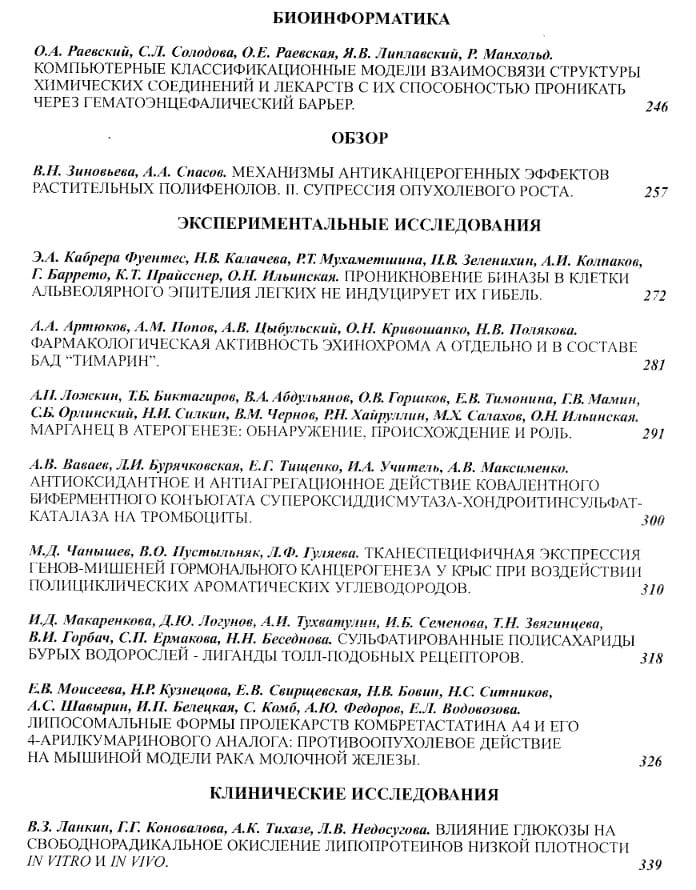 БИОИНФОРМАТИКА
О.А. Раевский, С.Л. Солодова, О.Е. Раевская, Я.В. Липлавский, Р. Манхольд.
КОМПЬЮТЕРНЫЕ КЛАССИФИКАЦИОННЫЕ МОДЕЛИ ВЗАИМОСВЯЗИ СТРУКТУРЫ
ХИМИЧЕСКИХ СОЕДИНЕНИЙ И ЛЕКАРСТВ С ИХ СПОСОБНОСТЬЮ ПРОНИКАТЬ
ЧЕРЕЗ ГЕМАТОЭНЦЕФАЛИЧЕСКИЙ БАРЬЕР. 246
ОБЗОР
В.Н. Зиновьева, А.А. Спасов. МЕХАНИЗМЫ АНТИКАНЦЕРОГЕННЫХ ЭФФЕКТОВ
РАСТИТЕЛЬНЫХ ПОЛИФЕНОЛОВ. II. СУПРЕССИЯ ОПУХОЛЕВОГО РОСТА. 257
ЭКСПЕРИМЕНТАЛЬНЫЕ ИССЛЕДОВАНИЯ
Э.А. Кабрера Фуентес, Н.В. Калачева, Р.Т. Мухаметшина, П.В. Зеленихин, А.И. Колпаков,
Г. Баррето, К.Т. Прайсснер, О.Н. Ильинская. ПРОНИКНОВЕНИЕ БИНАЗЫ В КЛЕТКИ
АЛЬВЕОЛЯРНОГО ЭПИТЕЛИЯ ЛЕГКИХ НЕ ИНДУЦИРУЕТ ИХ ГИБЕЛЬ. 272
А.А. Артюков, А.М. Попов, А.В. Цыбульский, О.Н. Кривошапко, Н.В. Полякова.
ФАРМАКОЛОГИЧЕСКАЯ АКТИВНОСТЬ ЭХИНОХРОМА А ОТДЕЛЬНО И В СОСТАВЕ
БАД “ТИМАРИН”. 281
А.П. Ложкин, Т.Б. Биктагиров, В.А. Абдульянов, О.В. Горшков, Е.В. Тимонина, Г.В. Мамин,
С.Б. Орлинский, Н.И. Силкин, В.М. Чернов, Р.Н. Хайруллин, М.Х. Салахов, О.Н. Ильинская.
МАРГАНЕЦ В АТЕРОГЕНЕЗЕ: ОБНАРУЖЕНИЕ, ПРОИСХОЖДЕНИЕ И РОЛЬ. 291
А.В. Ваваев, Л.И. Бурячковская, Е.Г. Тищенко, И.А. Учитель, А.В. Максименко.
АНТИОКСИДАНТНОЕ И АНТИАГРЕГАЦИОННОЕ ДЕЙСТВИЕ КОВАЛЕНТНОГО
БИФЕРМЕНТНОГО КОНЪЮГАТА СУПЕРОКСИДДИСМУТАЗА-ХОНДРОИТИНСУЛЬФАТ-
КАТАЛАЗА НА ТРОМБОЦИТЫ. 300
М.Д. Чанышев, В.О. Пустыльняк, Л.Ф. Гуляева. ТКАНЕСПЕЦИФИЧНАЯ ЭКСПРЕССИЯ
ГЕНОВ-МИШЕНЕЙ ГОРМОНАЛЬНОГО КАНЦЕРОГЕНЕЗА У КРЫС ПРИ ВОЗДЕЙСТВИИ
ПОЛИЦИКЛИЧЕСКИХ АРОМАТИЧЕСКИХ УГЛЕВОДОРОДОВ. 310
И.Д. Макаренкова, Д.Ю. Логунов, А.И. Тухватулин, И.Б. Семенова, Т.Н. Звягинцева,
В.И. Горбач, С.П. Ермакова, Н.Н. Беседнова. СУЛЬФАТИРОВАННЫЕ ПОЛИСАХАРИДЫ
БУРЫХ ВОДОРОСЛЕЙ - ЛИГАНДЫ ТОЛЛ-ПОДОБНЫХ РЕЦЕПТОРОВ. 318
Е.В. Моисеева, Н.Р. Кузнецова, Е.В. Свирщевская, Н.В. Бовин, Н.С. Ситников,
А.С. Шавырин, И.П. Белецкая, С. Комб, А.Ю. Федоров, Е.Л. Водовозова.
ЛИПОСОМАЛЬНЫЕ ФОРМЫ ПРОЛЕКАРСТВ КОМБРЕТАСТАТИНА А4 И ЕГО
4-АРИЛКУМАРИНОВОГО АНАЛОГА: ПРОТИВООПУХОЛЕВОЕ ДЕЙСТВИЕ
НА МЫШИНОЙ МОДЕЛИ РАКА МОЛОЧНОЙ ЖЕЛЕЗЫ. 326
КЛИНИЧЕСКИЕ ИССЛЕДОВАНИЯ
В.З. Ланкин, Г.Г. Коновалова, А.К. Тихазе, Л.В. Недосугова. ВЛИЯНИЕ ГЛЮКОЗЫ НА
СВОБОДНОРАДИКАЛЬНОЕ ОКИСЛЕНИЕ ЛИПОПРОТЕИНОВ НИЗКОЙ ПЛОТНОСТИ
IN VITRO И IN VIVO. 339